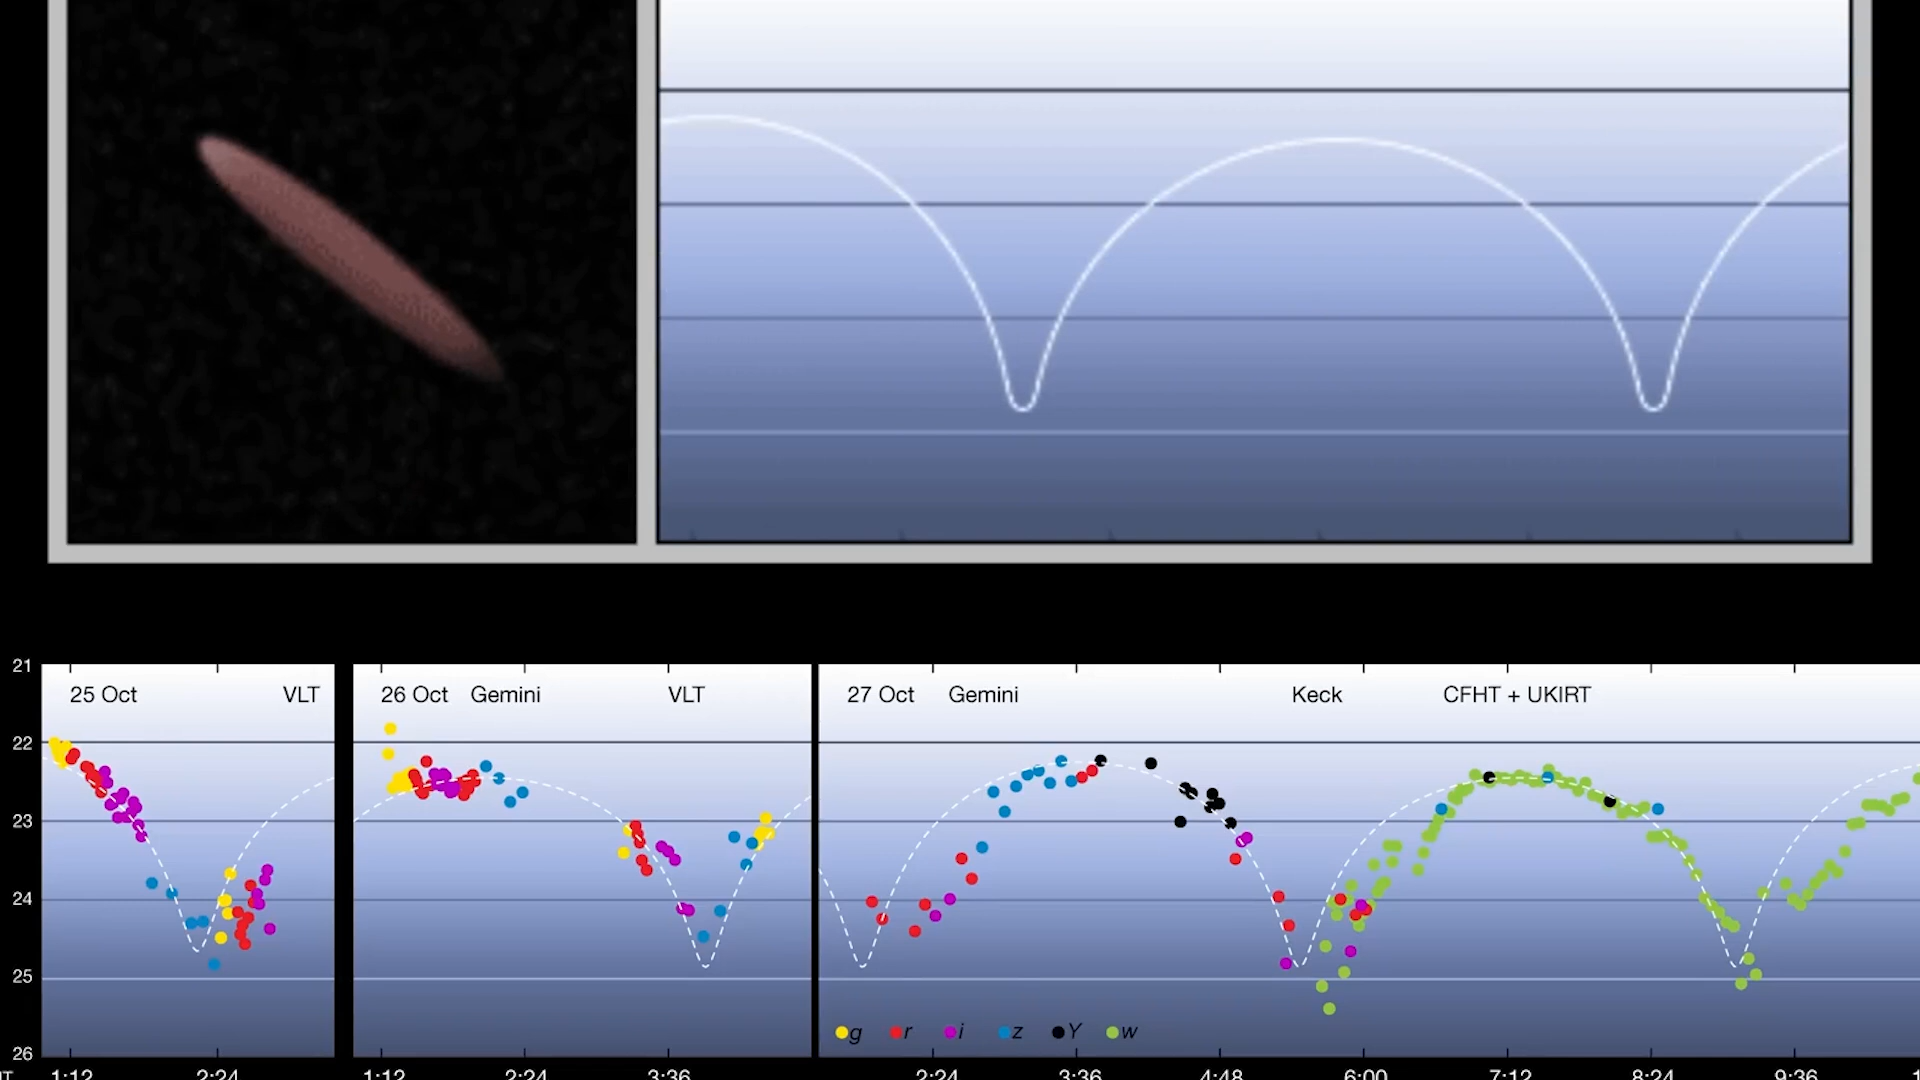 21
25 Oct VLT
26 Oct Gemini VLT
27 Oct Gemini Keck CFHT + UKIRT
22
23
24
25
g r i z Y w
26
1:12 2:24 1:12 2:24 3:36 2:24 3:36 4:48 6:00 7:12 8:24 9:36